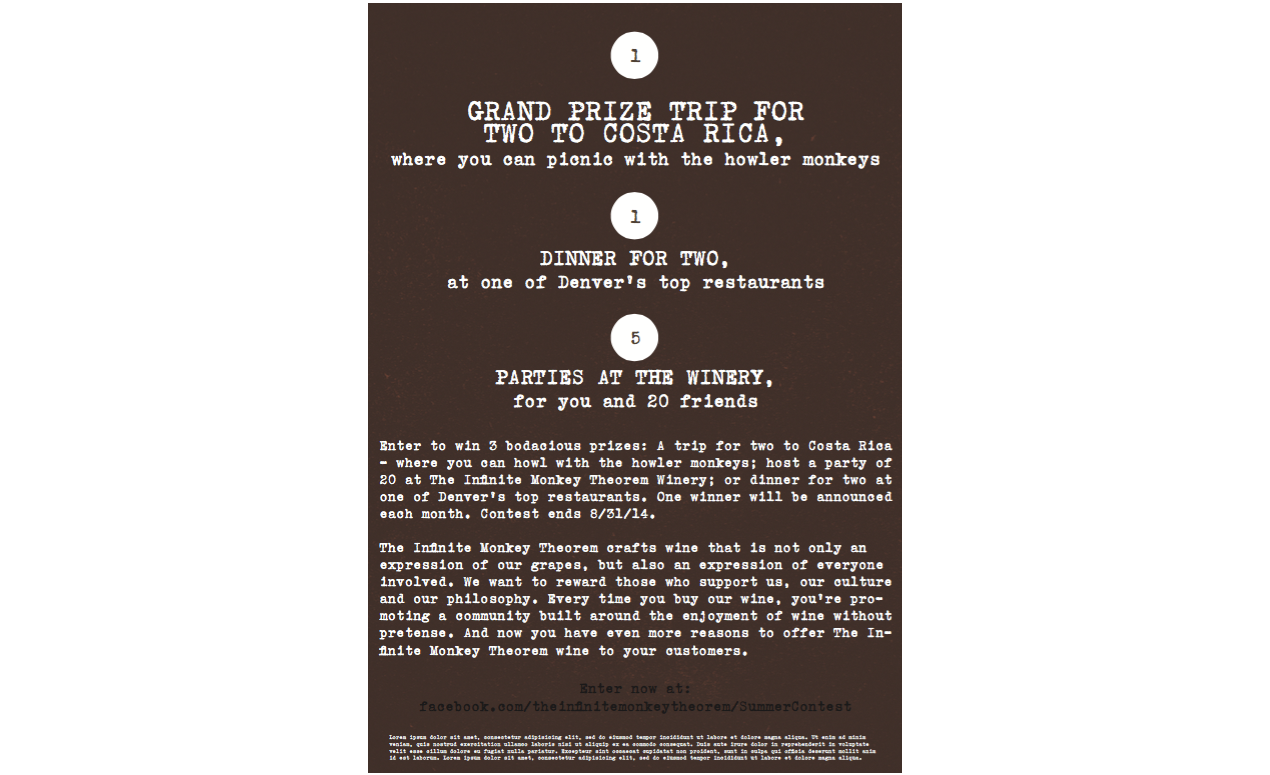 1
GRAND PRIZE TRIP FOR
TWO TO COSTA RICA,
where you can picnic with the howler monkeys
1
DINNER FOR TWO,
at one of Denver's top restaurants
5
PARTIES AT THE WINERY,
for you and 20 friends
Enter to win 3 bodacious prizes: A trip for two to Costa Rica
– where you can howl with the howler monkeys; host a party of
20 at The Infinite Monkey Theorem Winery; or dinner for two at
one of Denver's top restaurants. One winner will be announced
each month. Contest ends 8/31/14.
The Infinite Monkey Theorem crafts wine that is not only an
expression of our grapes, but also an expression of everyone
involved. We want to reward those who support us, our culture
and our philosophy. Every time you buy our wine, you're pro-
moting a community built around the enjoyment of wine without
pretense. And now you have even more reasons to offer The In-
finite Monkey Theorem wine to your customers.
Enter now at:
facebook.com/theinfinitemonkeytheorem/SummerContest
Lorem ipsum dolor sit amet, consectetur adipisicing elit, sed do eiusmod tempor incididunt ut labore et dolore magna aliqua. Ut enim ad minim
veniam, quis nostrud exercitation ullamco laboris nisi ut aliquip ex ea commodo consequat. Duis aute irure dolor in reprehenderit in voluptate
velit esse cillum dolore eu fugiat nulla pariatur. Excepteur sint occaecat cupidatat non proident, sunt in culpa qui officia deserunt mollit anim
id est laborum. Lorem ipsum dolor sit amet, consectetur adipisicing elit, sed do eiusmod tempor incididunt ut labore et dolore magna aliqua.